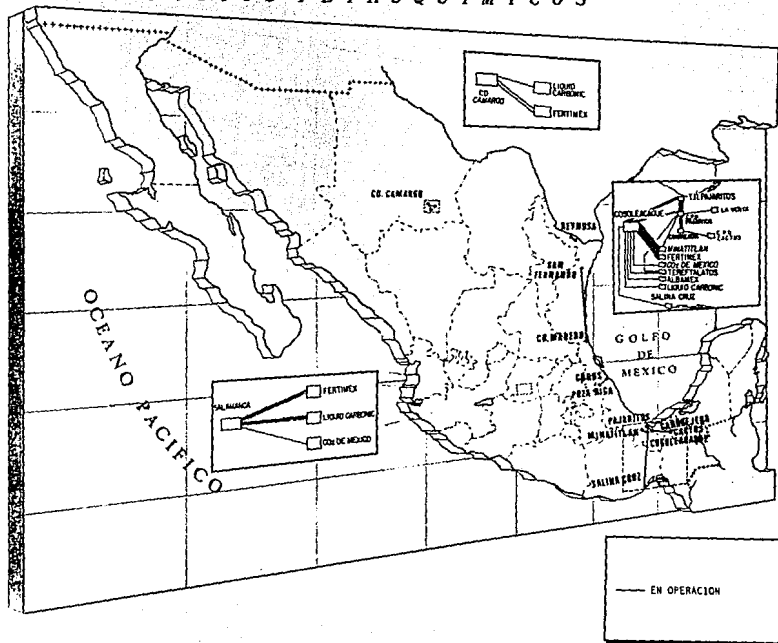 CD. CAMARGO
LIQUID CARBONIC
FERTIMEX
T.R. PAJARITOS
COSOLEACAQUE
LA VENTA
CACTUS
MINATITLAN
FERTIMEX
CO2 DE MEXICO
TEREFTALATOS
ALBAMEX
LIQUID CARBONIC
SALINA CRUZ
CD. CAMARGO
REYNOSA
SAN FERNANDO
CD. MADERO
GOLFO
DE
MEXICO
POZA RICA
PAJARITOS
MINATITLAN
CANGREJERA
CACTUS
SALINA CRUZ
OCEANO PACIFICO
SALAMANCA
FERTIMEX
LIQUID CARBONIC
CO2 DE MEXICO
EN OPERACION